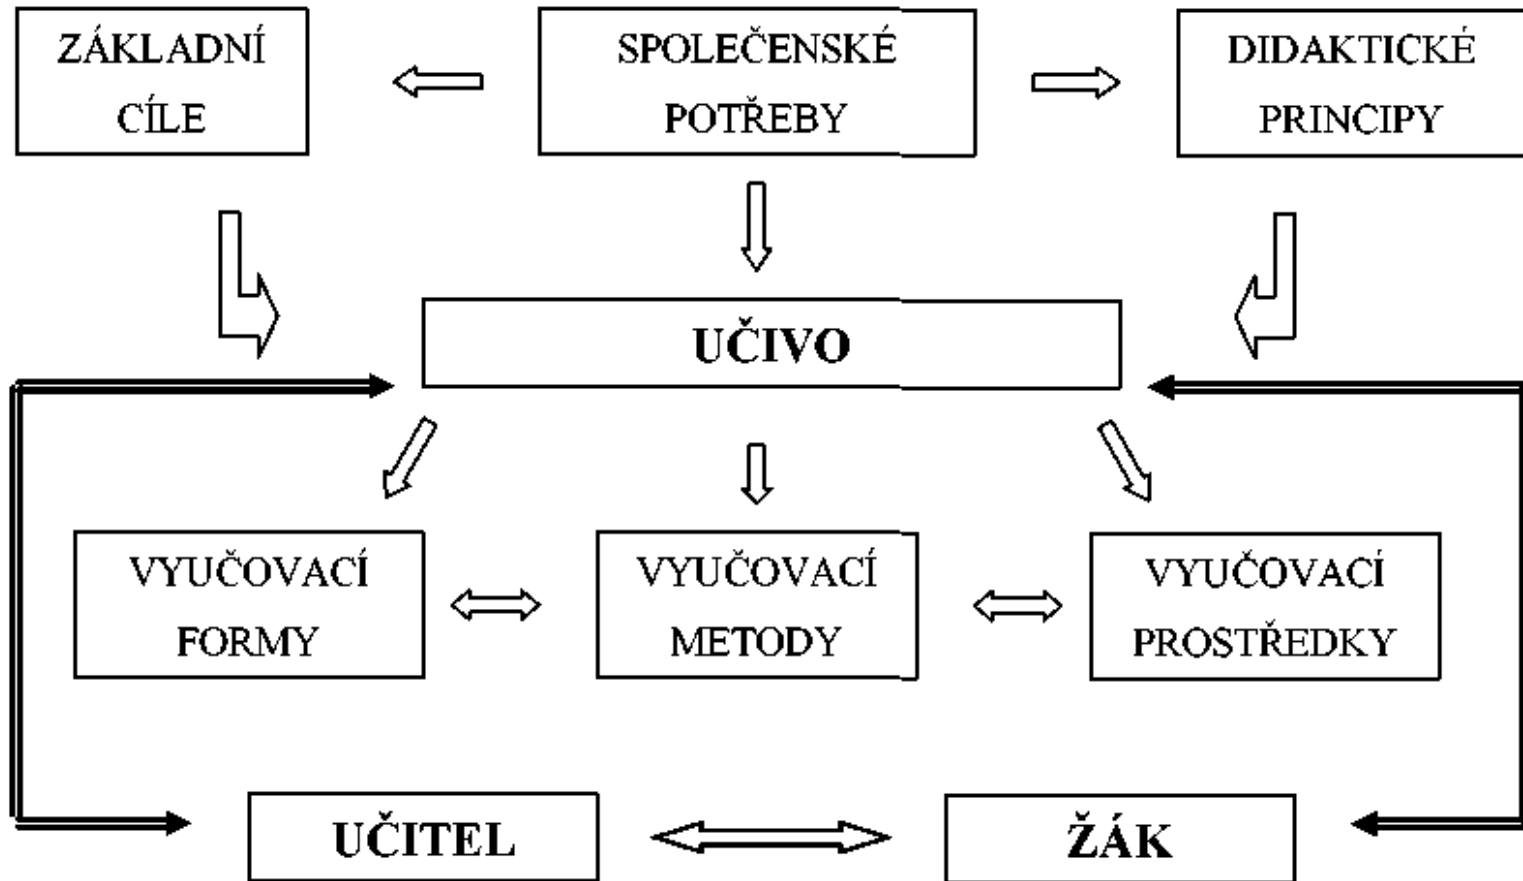 ZÁKLADNÍ
CÍLE
SPOLEČENSKÉ
POTŘEBY
DIDAKTICKÉ
PRINCIPY
UČIVO
VYUČOVACÍ
FORMY
VYUČOVACÍ
METODY
VYUČOVACÍ
PROSTŘEDKY
UČITEL
ŽÁK